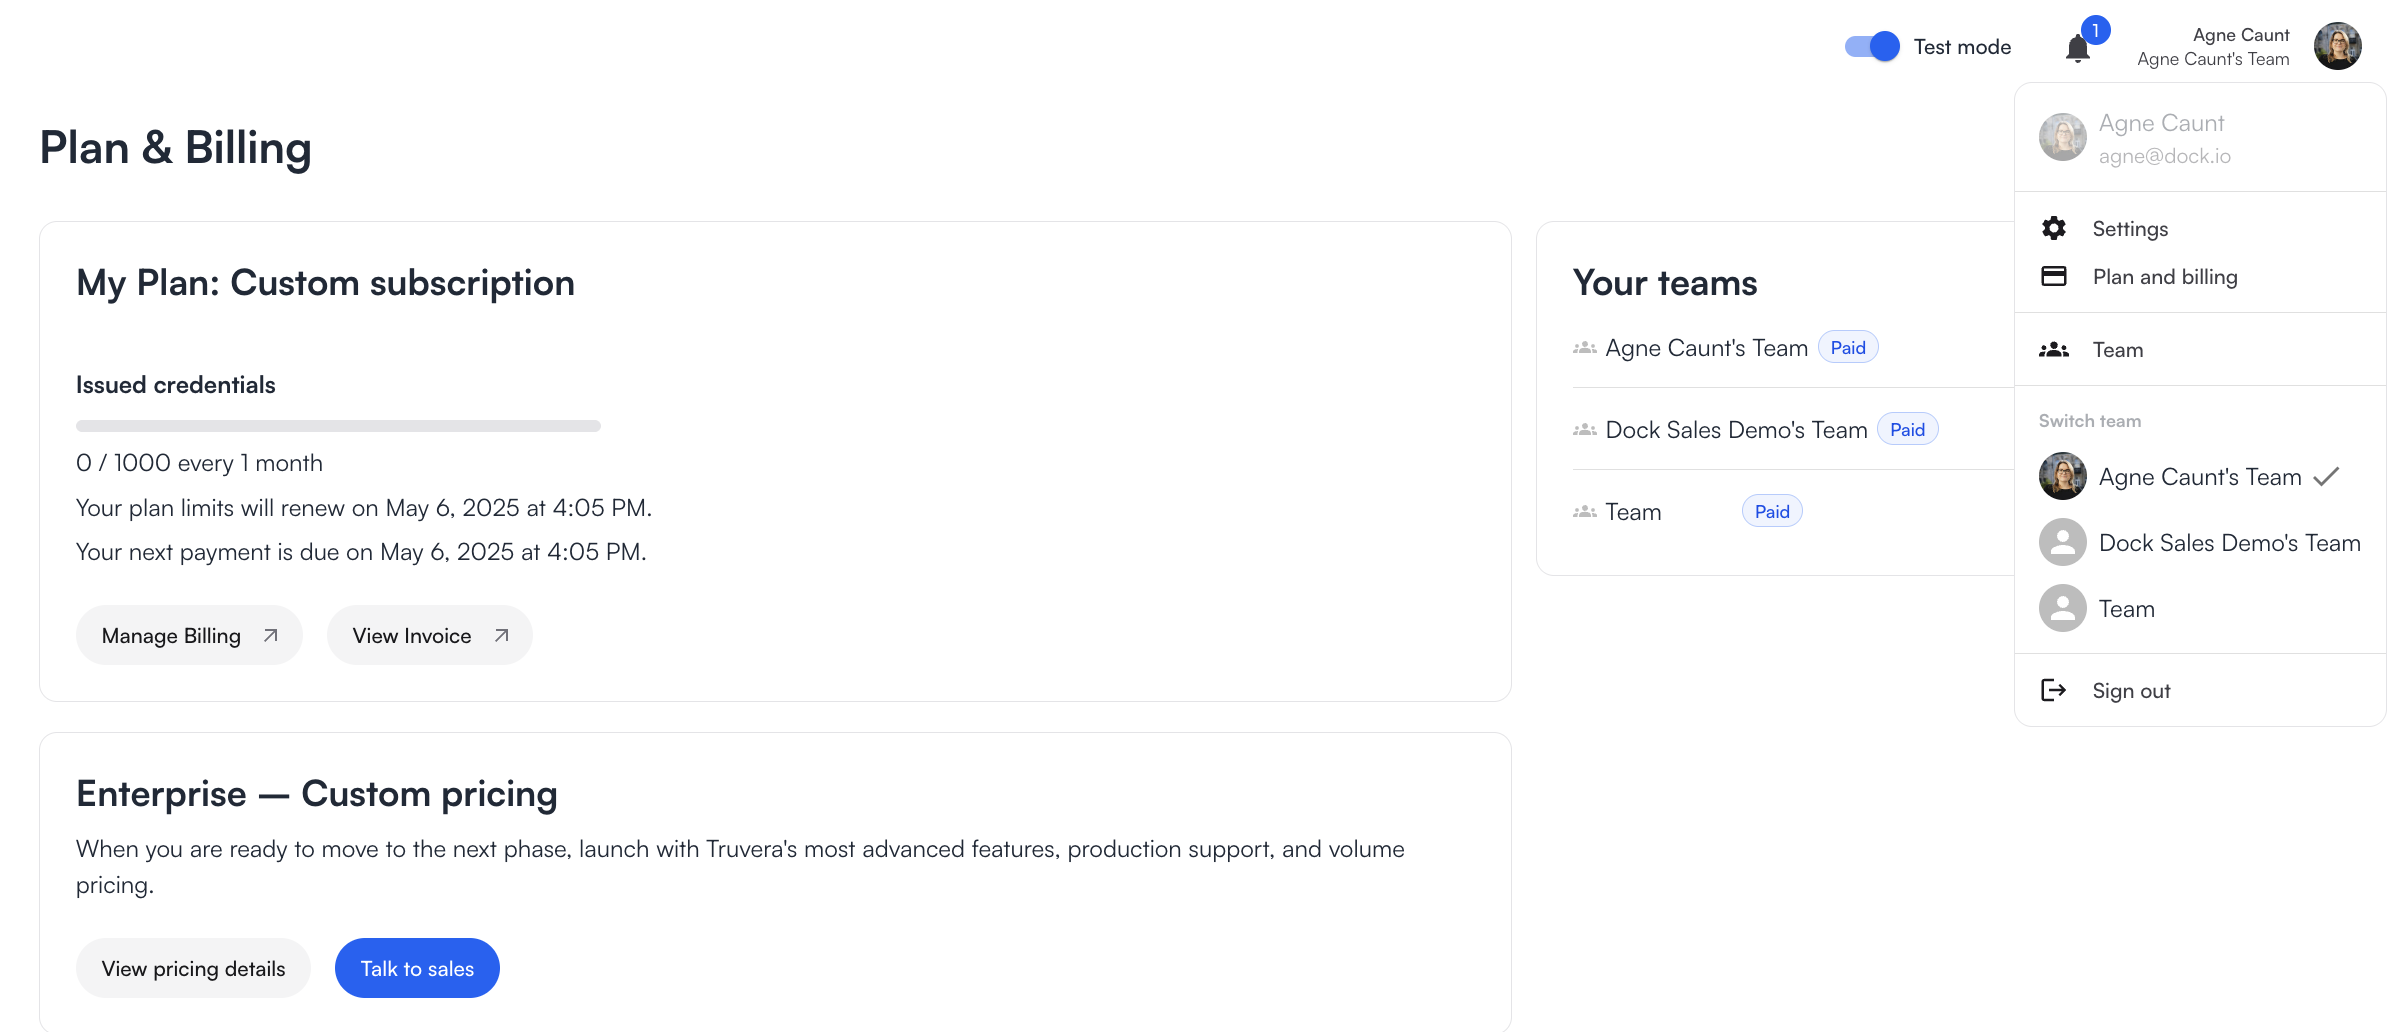 Test mode
1
Agne Caunt
Agne Caunt's Team
Plan & Billing
My Plan: Custom subscription
Issued credentials
0 / 1000 every 1 month
Your plan limits will renew on May 6, 2025 at 4:05 PM.
Your next payment is due on May 6, 2025 at 4:05 PM.
Manage Billing
View Invoice
Enterprise — Custom pricing
When you are ready to move to the next phase, launch with Truvera's most advanced features, production support, and volume
pricing.
View pricing details
Talk to sales
Your teams
Agne Caunt's Team Paid
Dock Sales Demo's Team Paid
Team Paid
Agne Caunt
agne@dock.io
Settings
Plan and billing
Team
Switch team
Agne Caunt's Team
Dock Sales Demo's Team
Team
Sign out